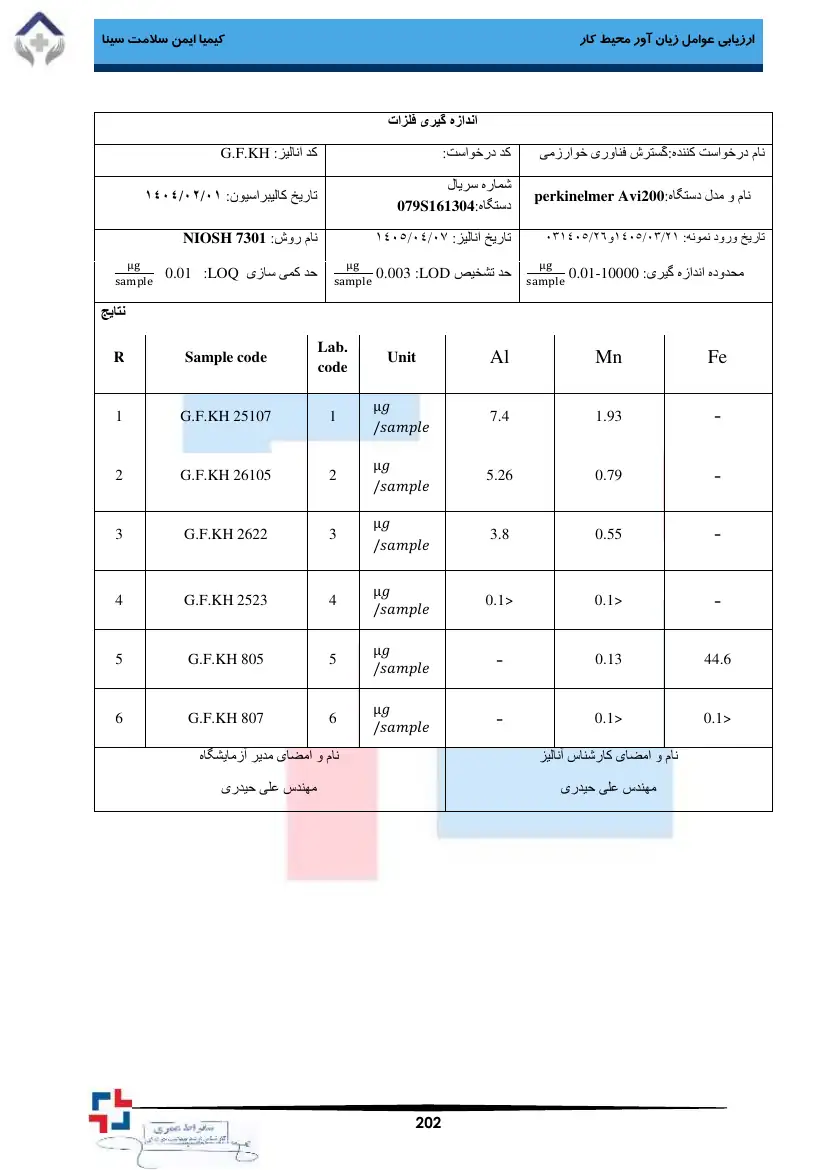 ارزیابی عوامل زیان آور محیط کار
کیمیا ایمن سلامت سینا
اندازه گیری فلزات
نام درخواست کننده:گسترش فناوری خوارزمی
کد درخواست:
کد انالیز: G.F.KH
نام و مدل دستگاه:perkinelmer Avi200
شماره سریال
دستگاه:079S161304
تاریخ کالیبراسیون: ۱٤۰٤/۰۲/۰۱
تاریخ ورود نمونه: ۱٤۰٥/۰۳/۲۱و۰۳۱٤۰٥/۲٦
تاریخ انالیز: ۱٤۰٥/۰٤/۰۷
نام روش: NIOSH 7301
محدوده اندازه گیری: 0.01-10000 µg/sample
حد تشخیص LOD: 0.003 µg/sample
حد کمی سازی LOQ: 0.01 µg/sample
نتایج
R Sample code Lab. code Unit Al Mn Fe
1 G.F.KH 25107 1 µg/sample 7.4 1.93 -
2 G.F.KH 26105 2 µg/sample 5.26 0.79 -
3 G.F.KH 2622 3 µg/sample 3.8 0.55 -
4 G.F.KH 2523 4 µg/sample 0.1> 0.1> -
5 G.F.KH 805 5 µg/sample - 0.13 44.6
6 G.F.KH 807 6 µg/sample - 0.1> 0.1>
نام و امضای کارشناس آنالیز
مهندس علی حیدری
نام و امضای مدیر آزمایشگاه
مهندس علی حیدری
202